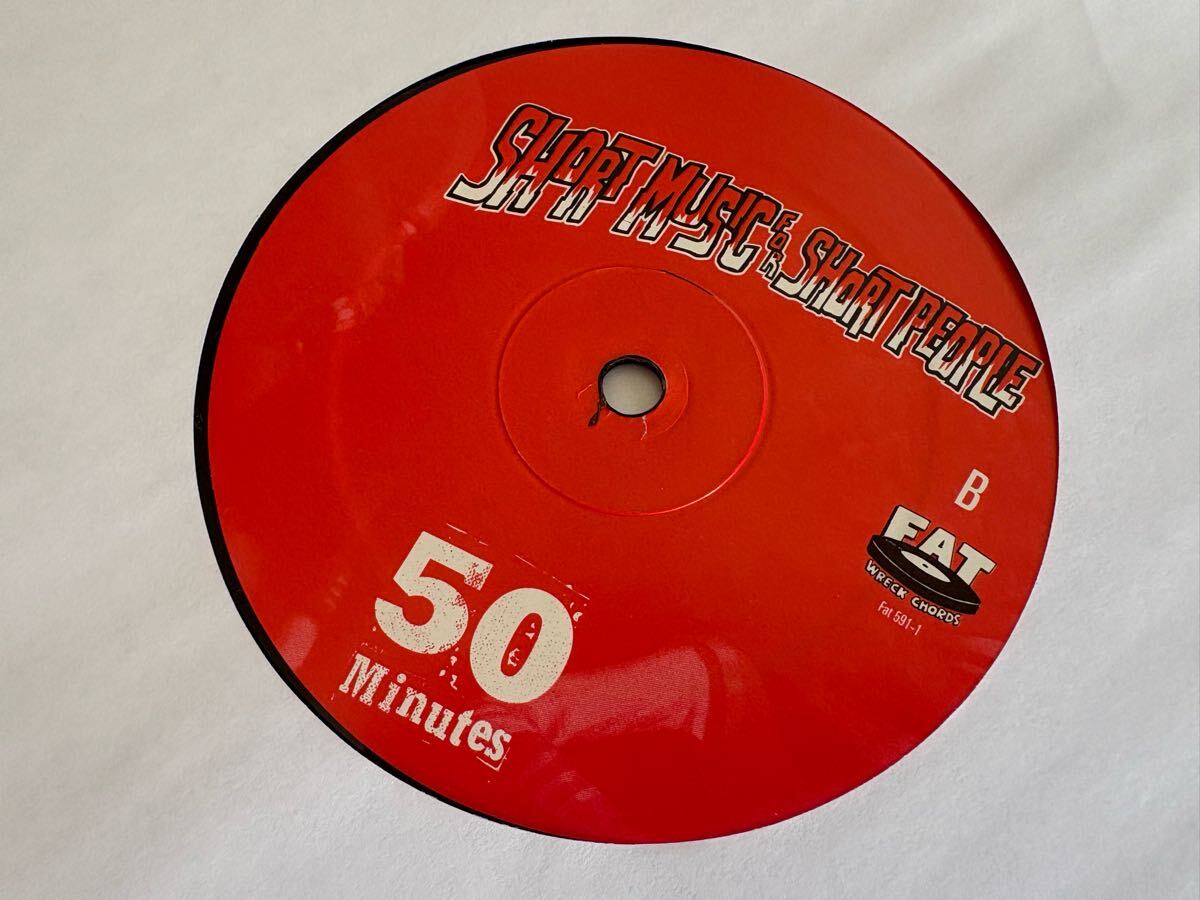 SHORT MUSIC FOR SHORT PEOPLE
B
FAT
WRECK CHORDS
Fat 591-1
50
Minutes